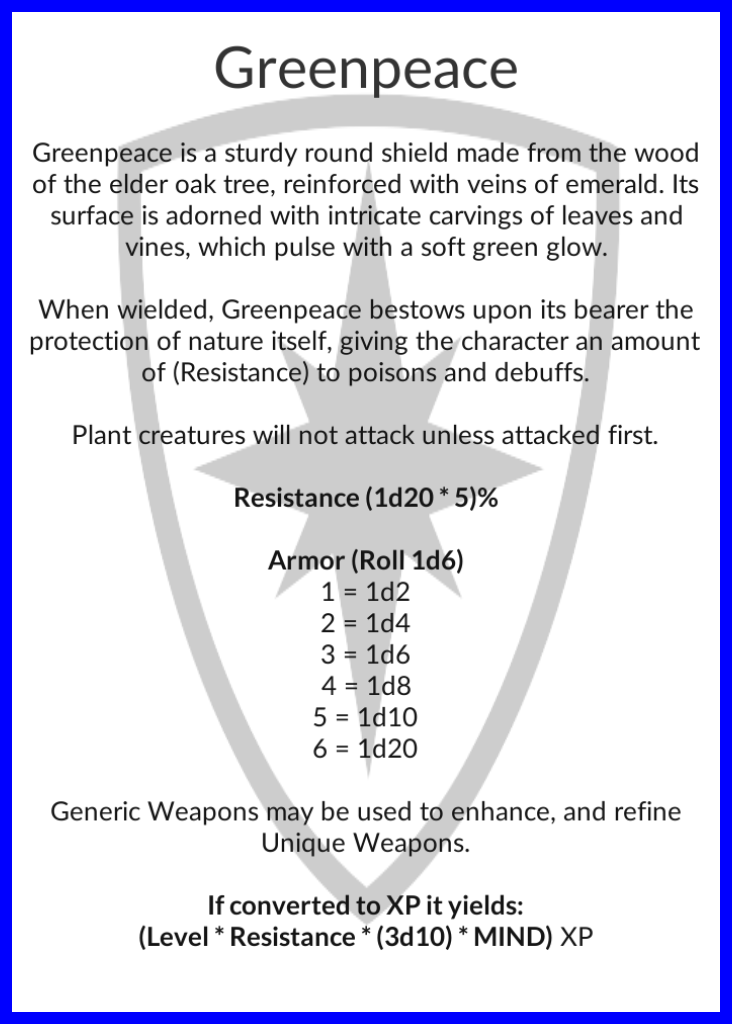 Greenpeace
Greenpeace is a sturdy round shield made from the wood
of the elder oak tree, reinforced with veins of emerald. Its
surface is adorned with intricate carvings of leaves and
vines, which pulse with a soft green glow.
When wielded, Greenpeace bestows upon its bearer the
protection of nature itself, giving the character an amount
of (Resistance) to poisons and debuffs.
Plant creatures will not attack unless attacked first.
Resistance (1d20 * 5)%
Armor (Roll 1d6)
1 = 1d2
2 = 1d4
3 = 1d6
4 = 1d8
5 = 1d10
6 = 1d20
Generic Weapons may be used to enhance, and refine
Unique Weapons.
If converted to XP it yields:
(Level * Resistance * (3d10) * MIND) XP